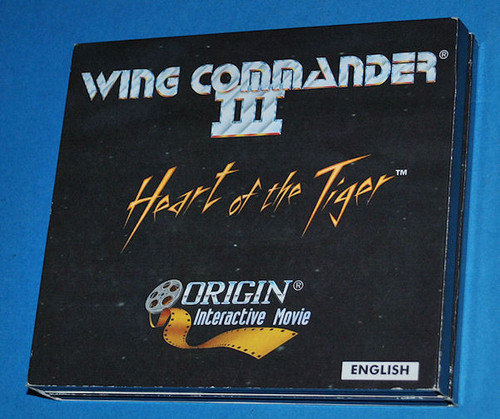 WING COMMANDER®
III
Heart of the Tiger™
ORIGIN®
Interactive Movie
ENGLISH